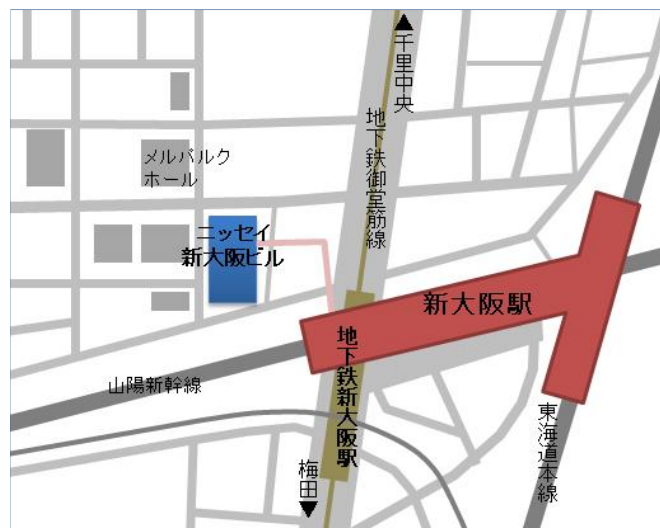 千里中央
地下鉄御堂筋線
メルバルク
ホール
ニッセイ
新大阪ビル
新大阪駅
地下鉄新大阪駅
山陽新幹線
東海道本線
梅田